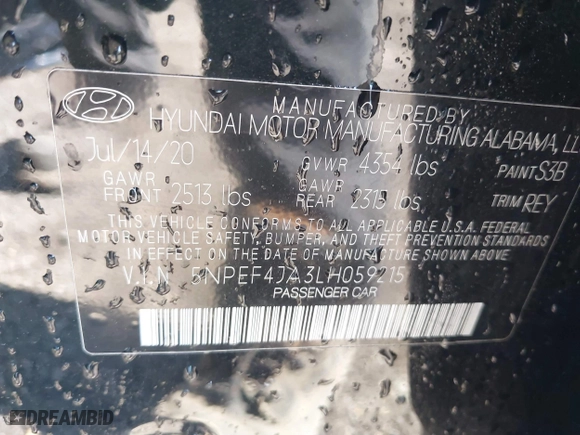 MANUFACTURED BY
HYUNDAI MOTOR MANUFACTURING ALABAMA, LL
Jul/14/20 GVWR 4354 lbs PAINT S3B
GAWR FRONT 2513 lbs GAWR REAR 2315 lbs TRIM REY
THIS VEHICLE CONFORMS TO ALL APPLICABLE U.S.A. FEDERAL
MOTOR VEHICLE SAFETY, BUMPER, AND THEFT PREVENTION STANDARDS
IN EFFECT ON THE DATE OF MANUFACTURE SHOWN ABOVE.
V.I.N. 5NPEF4JA3LH059215
PASSENGER CAR
DREAMBID